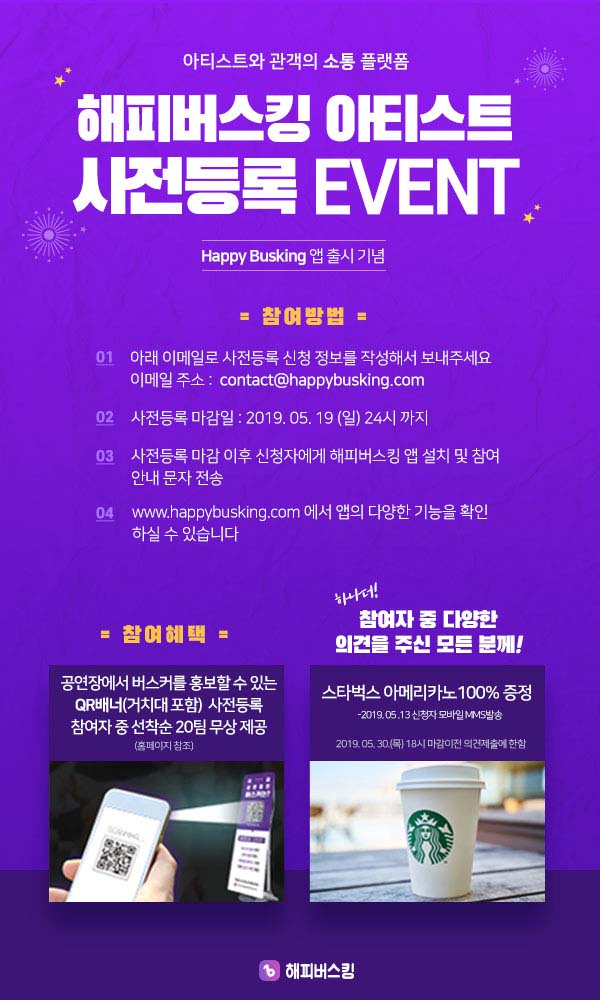 아티스트와 관객의 소통 플랫폼
해피버스킹 아티스트
사전등록 EVENT
Happy Busking 앱 출시 기념
= 참여방법 =
01 아래 이메일로 사전등록 신청 정보를 작성해서 보내주세요
이메일 주소 : contact@happybusking.com
02 사전등록 마감일 : 2019. 05. 19 (일) 24시 까지
03 사전등록 마감 이후 신청자에게 해피버스킹 앱 설치 및 참여
안내 문자 전송
04 www.happybusking.com 에서 앱의 다양한 기능을 확인
하실 수 있습니다
= 참여혜택 =
공연장에서 버스커를 홍보할 수 있는
QR배너(거치대 포함) 사전등록
참여자 중 선착순 20팀 무상 제공
(홈페이지 참조)
SCANNING
하나더!
참여자 중 다양한
의견을 주신 모든 분께!
스타벅스 아메리카노100% 증정
-2019. 05 .13 신청자 모바일 MMS발송
2019. 05. 30.(목) 18시 마감이전 의견제출에 한함
해피버스킹